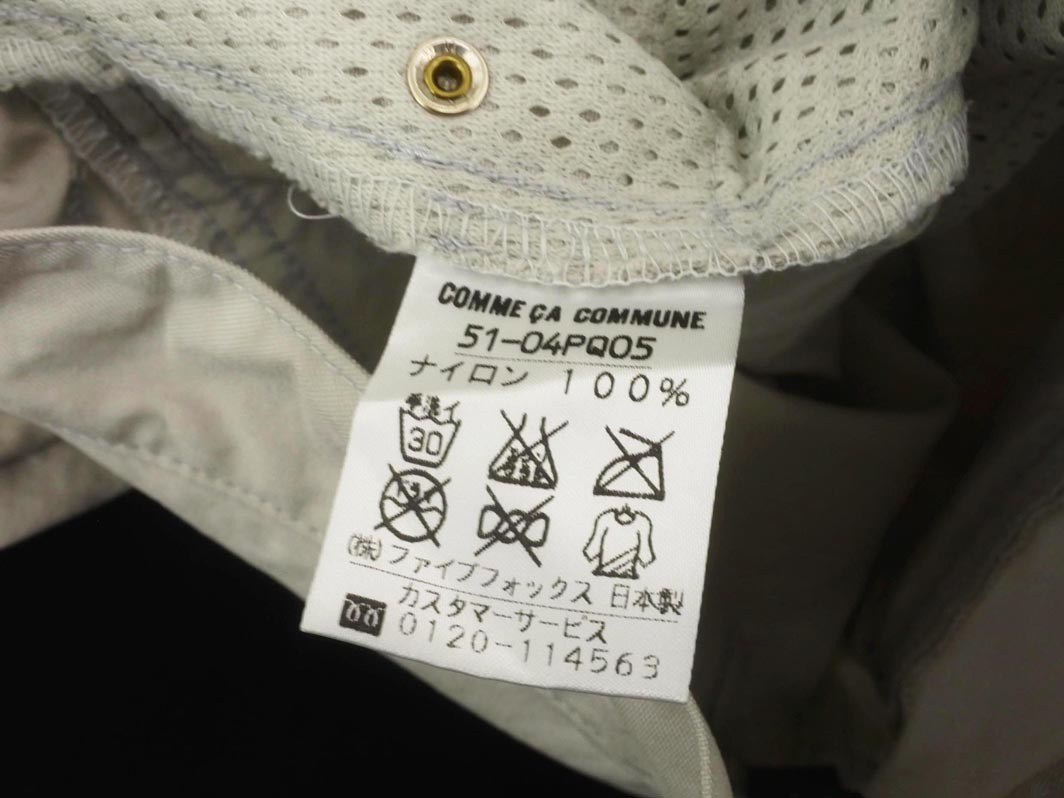 COMME ÇA COMMUNE
51-04PQ05
ナイロン 100%
手洗イ
30
(株)ファイブフォックス 日本製
カスタマーサービス
0120-114563